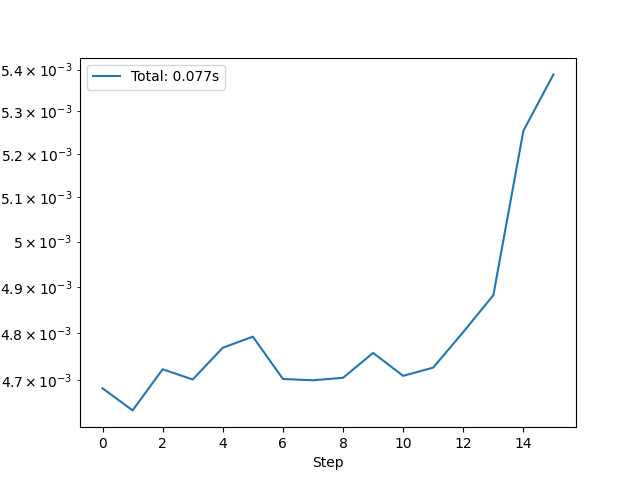 Total: 0.077s
5.4 × 10⁻³
5.3 × 10⁻³
5.2 × 10⁻³
5.1 × 10⁻³
5 × 10⁻³
4.9 × 10⁻³
4.8 × 10⁻³
4.7 × 10⁻³
0 2 4 6 8 10 12 14
Step